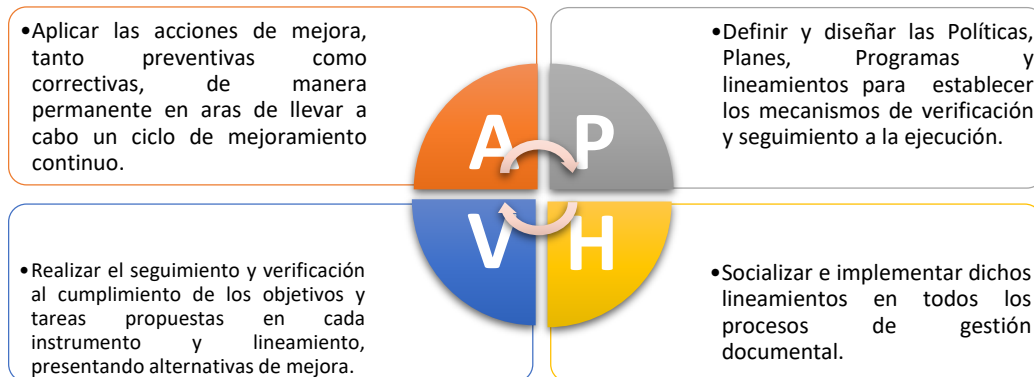 •Aplicar las acciones de mejora,
tanto preventivas como
correctivas, de manera
permanente en aras de llevar a
cabo un ciclo de mejoramiento
continuo.
•Definir y diseñar las Políticas,
Planes, Programas y
lineamientos para establecer
los mecanismos de verificación
y seguimiento a la ejecución.
A
P
V
H
•Realizar el seguimiento y verificación
al cumplimiento de los objetivos y
tareas propuestas en cada
instrumento y lineamiento,
presentando alternativas de mejora.
•Socializar e implementar dichos
lineamientos en todos los
procesos de gestión
documental.